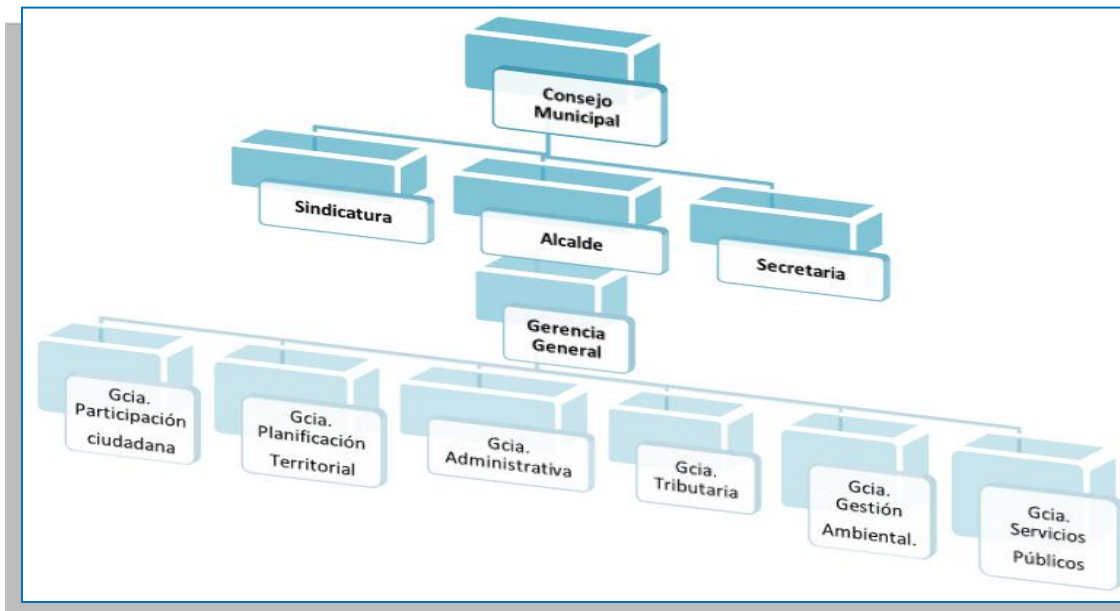 Consejo
Municipal
Sindicatura
Alcalde
Secretaria
Gerencia
General
Gcia.
Participación
ciudadana
Gcia.
Planificación
Territorial
Gcia.
Administrativa
Gcia.
Tributaria
Gcia.
Gestión
Ambiental.
Gcia.
Servicios
Públicos